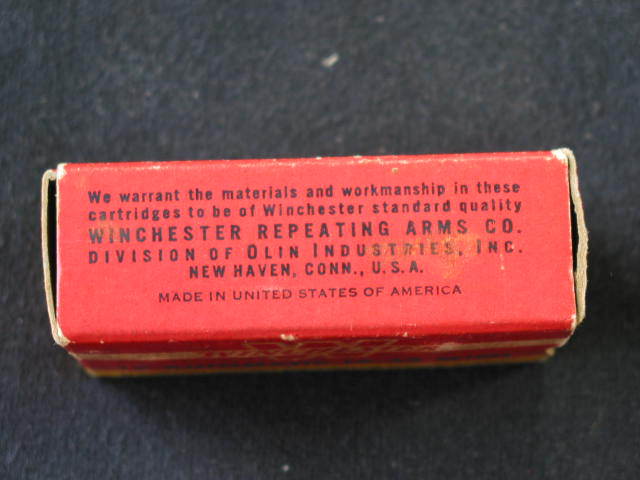 We warrant the materials and workmanship in these
cartridges to be of Winchester standard quality
WINCHESTER REPEATING ARMS CO.
DIVISION OF OLIN INDUSTRIES, INC.
NEW HAVEN, CONN., U.S.A.
MADE IN UNITED STATES OF AMERICA